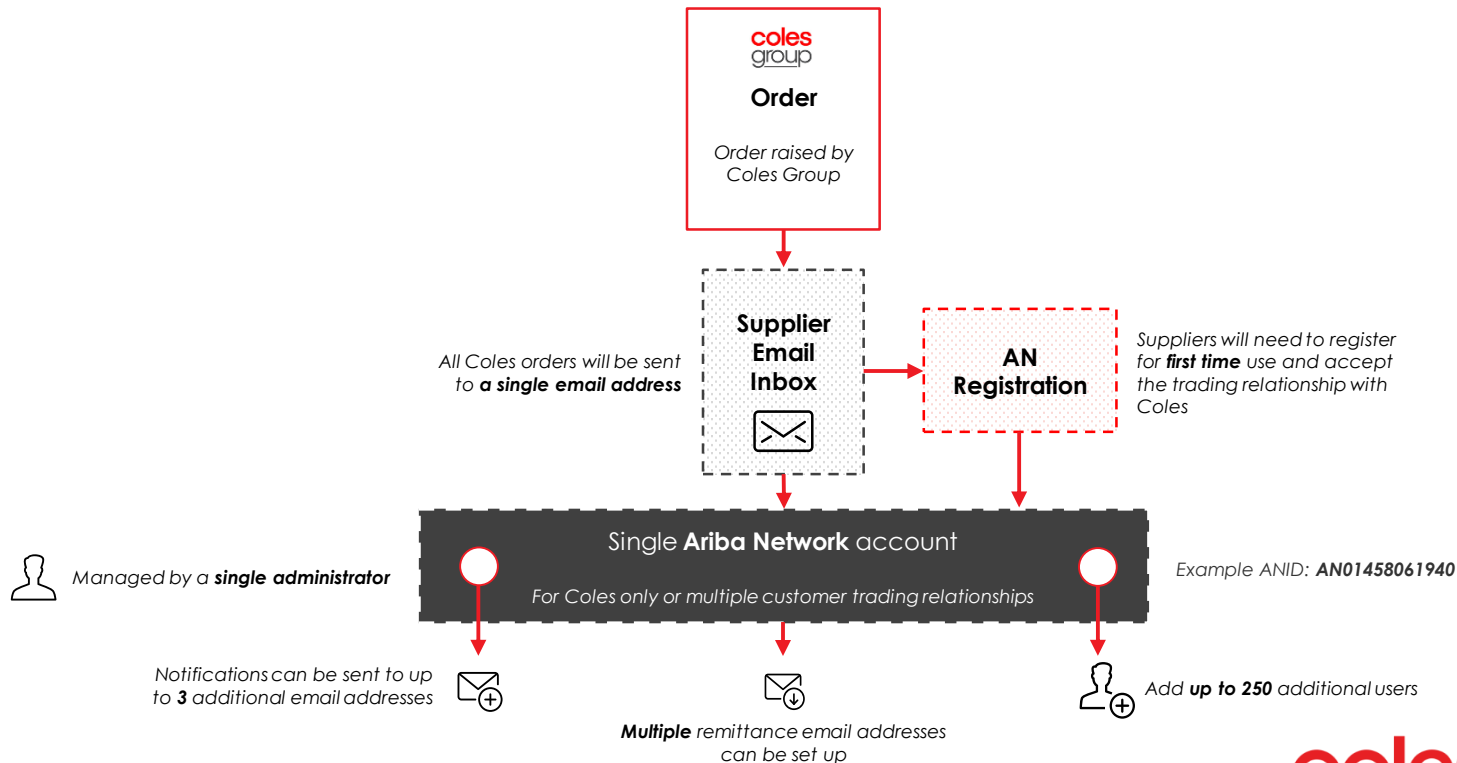 coles
group
Order
Order raised by
Coles Group
Supplier
Email
Inbox
All Coles orders will be sent
to a single email address
AN
Registration
Suppliers will need to register
for first time use and accept
the trading relationship with
Coles
Single Ariba Network account
For Coles only or multiple customer trading relationships
Managed by a single administrator
Example ANID: AN01458061940
Notifications can be sent to up
to 3 additional email addresses
Multiple remittance email addresses
can be set up
Add up to 250 additional users